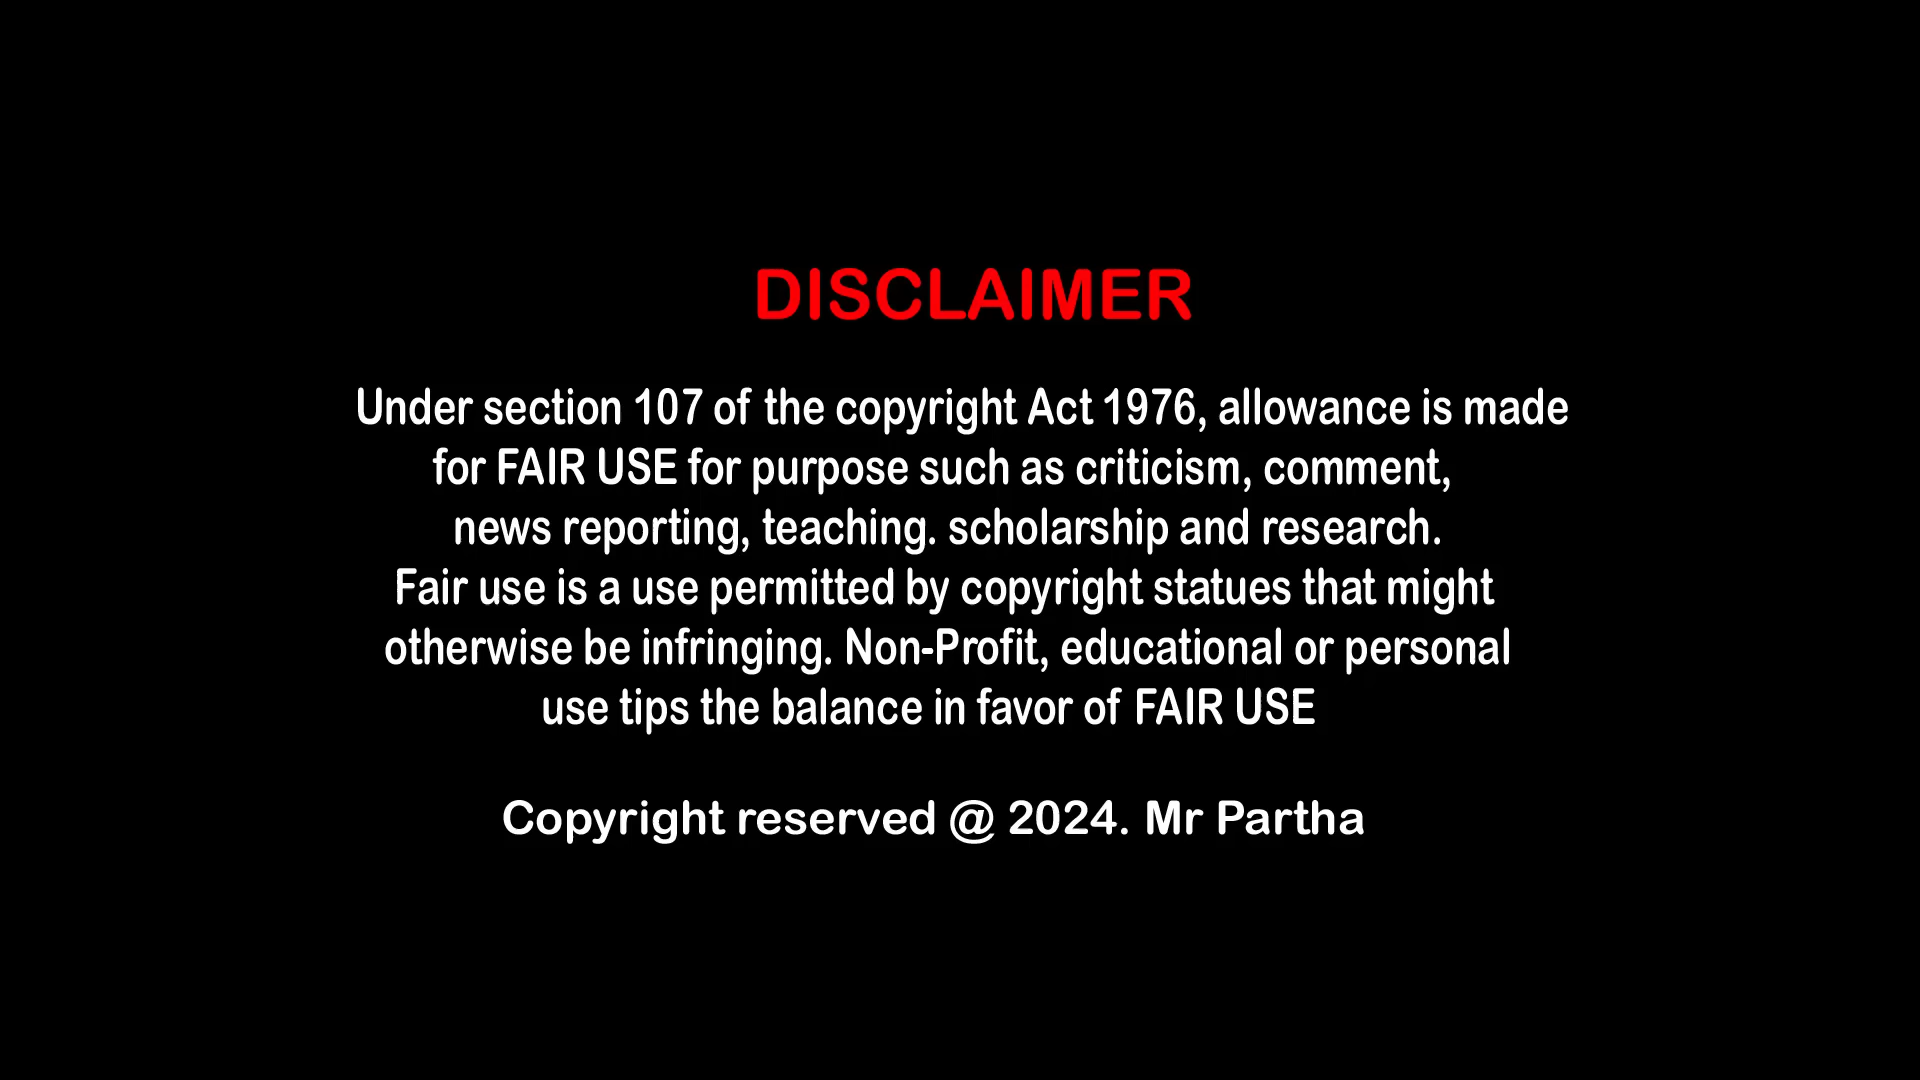 DISCLAIMER
Under section 107 of the copyright Act 1976, allowance is made
for FAIR USE for purpose such as criticism, comment,
news reporting, teaching. scholarship and research.
Fair use is a use permitted by copyright statues that might
otherwise be infringing. Non-Profit, educational or personal
use tips the balance in favor of FAIR USE
Copyright reserved @ 2024. Mr Partha